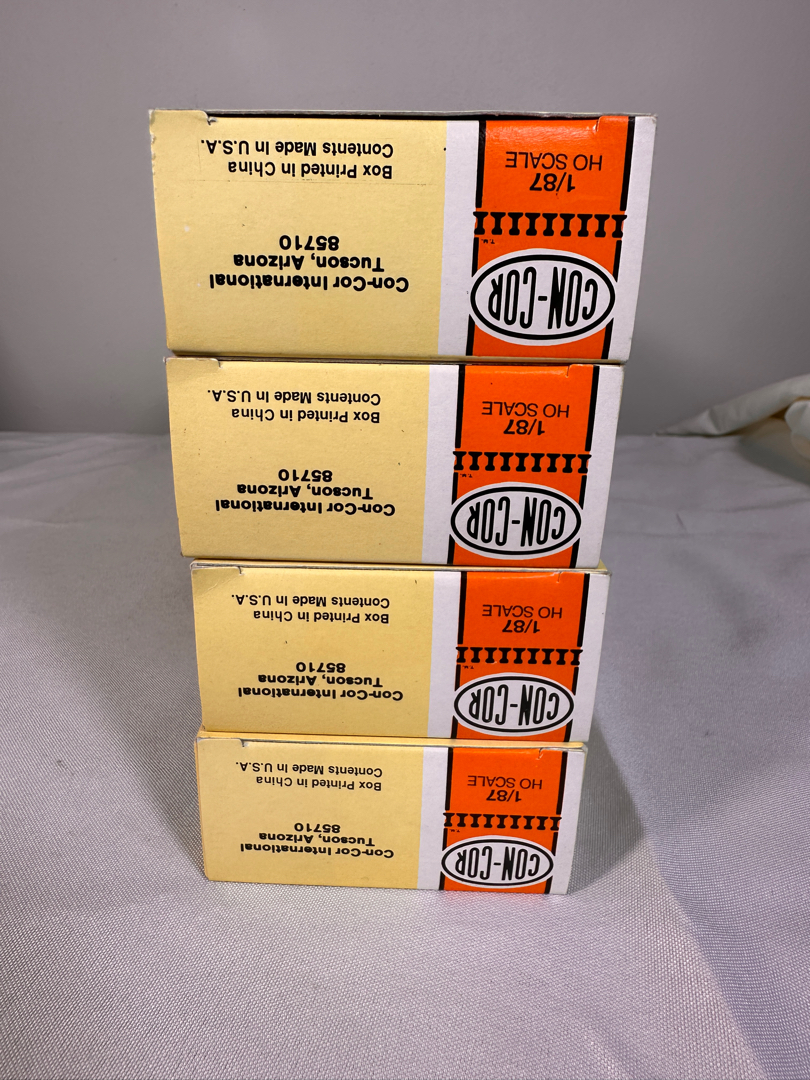 CON-COR
T.M.
1/87
HO SCALE
Con-Cor International
Tucson, Arizona
85710
Box Printed in China
Contents Made In U.S.A.
CON-COR
T.M.
1/87
HO SCALE
Con-Cor International
Tucson, Arizona
85710
Box Printed in China
Contents Made In U.S.A.
CON-COR
T.M.
1/87
HO SCALE
Con-Cor International
Tucson, Arizona
85710
Box Printed in China
Contents Made In U.S.A.
CON-COR
T.M.
1/87
HO SCALE
Con-Cor International
Tucson, Arizona
85710
Box Printed In China
Contents Made In U.S.A.